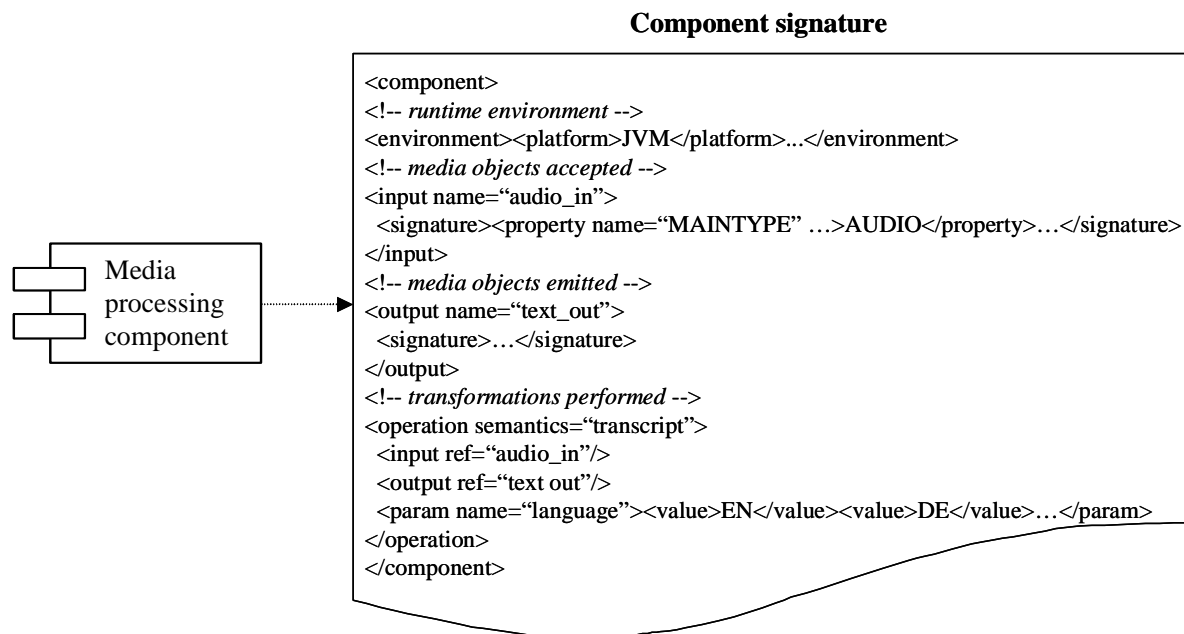 Component signature
<component>
<!-- runtime environment -->
<environment><platform>JVM</platform>...</environment>
<!-- media objects accepted -->
<input name=“audio_in”>
<signature><property name=“MAINTYPE” …>AUDIO</property>…</signature>
</input>
<!-- media objects emitted -->
<output name=“text_out”>
<signature>…</signature>
</output>
<!-- transformations performed -->
<operation semantics=“transcript”>
<input ref=“audio_in”/>
<output ref=“text out”/>
<param name=“language”><value>EN</value><value>DE</value>…</param>
</operation>
</component>
Media
processing
component